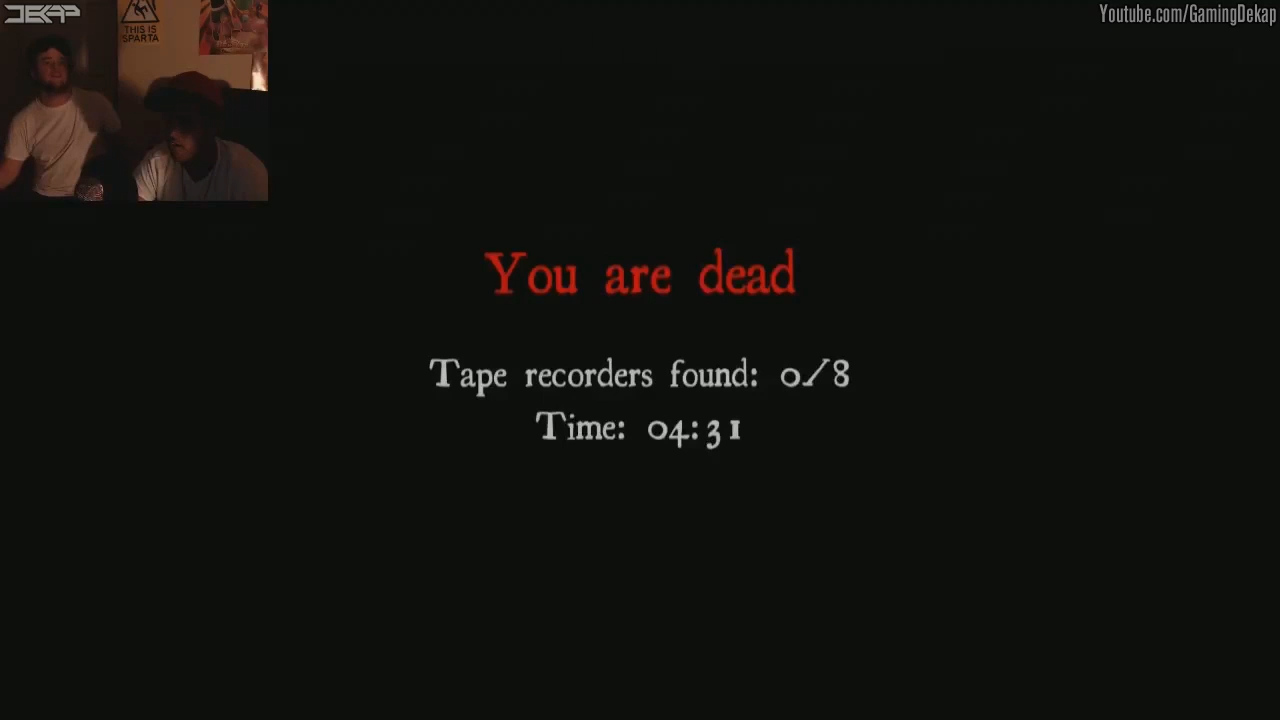 DEKAP
THIS IS
SPARTA
Youtube.com/GamingDekap
You are dead
Tape recorders found: 0/8
Time: 04:31